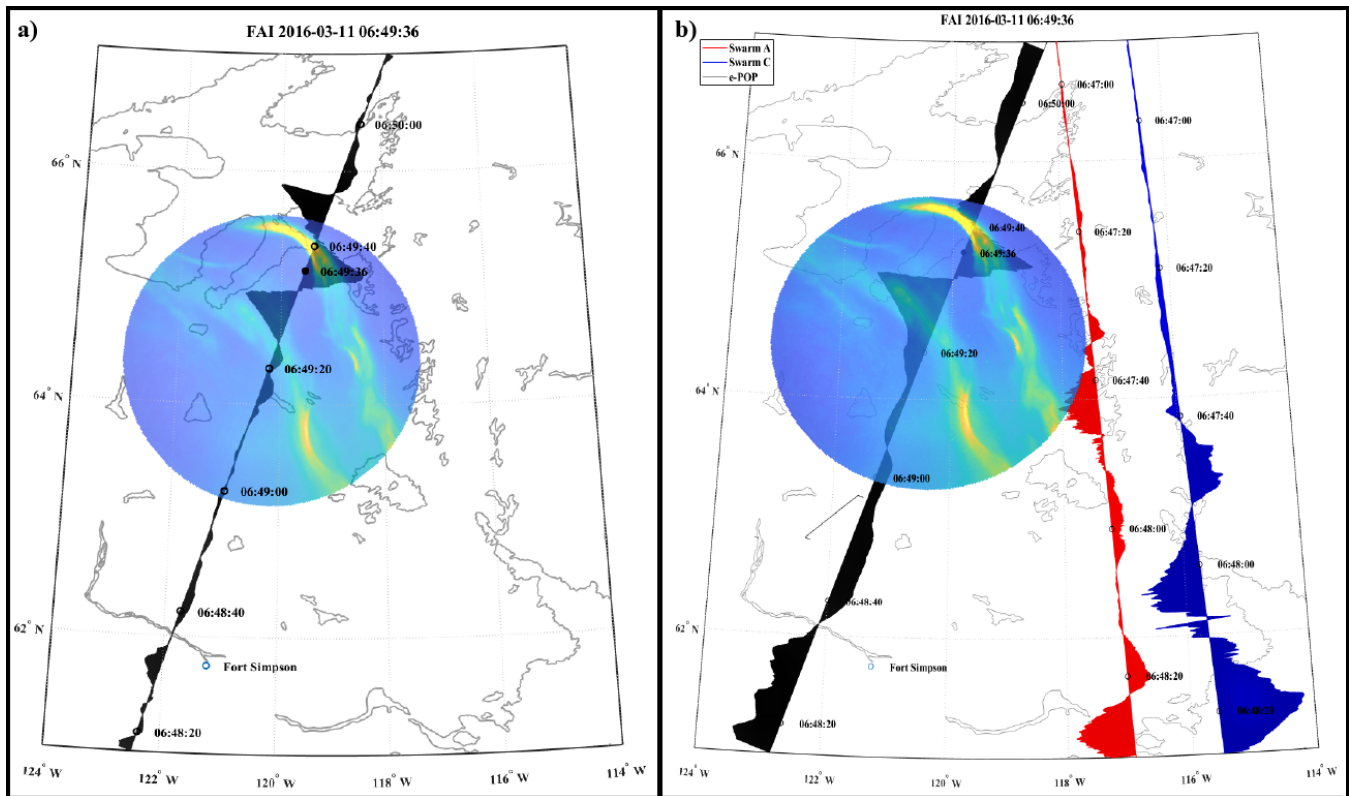 a)
FAI 2016-03-11 06:49:36
06:50:00
66° N
06:49:40
06:49:36
06:49:20
64° N
06:49:00
06:48:40
62° N
Fort Simpson
06:48:20
124° W
122° W
120° W
118° W
116° W
114° W
b)
FAI 2016-03-11 06:49:36
Swarm A
Swarm C
e-POP
06:47:00
06:50:00
06:47:00
66° N
06:49:40
06:47:20
06:49:36
06:47:20
06:49:20
06:47:40
64° N
06:47:40
06:49:00
06:48:00
06:48:00
06:48:40
62° N
Fort Simpson
06:48:20
06:48:20
124° W
122° W
120° W
118° W
116° W
114° W